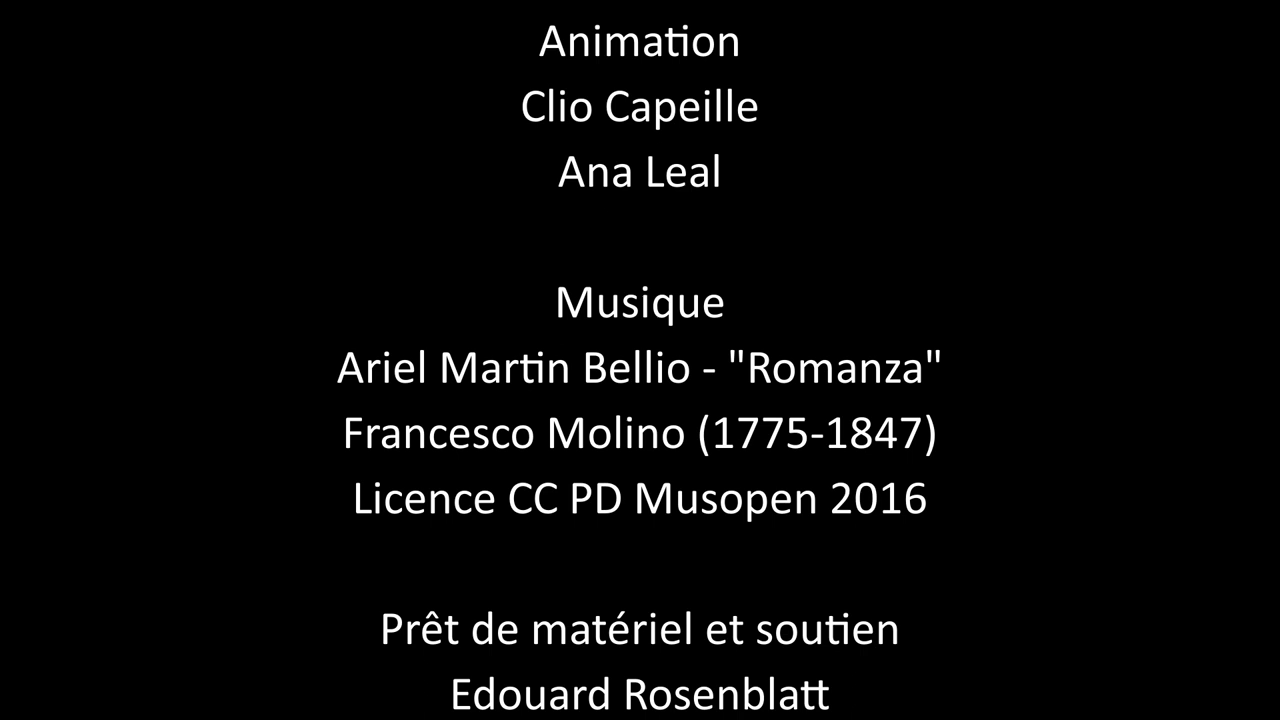 Animation
Clio Capeille
Ana Leal
Musique
Ariel Martin Bellio - "Romanza"
Francesco Molino (1775-1847)
Licence CC PD Musopen 2016
Prêt de matériel et soutien
Edouard Rosenblatt